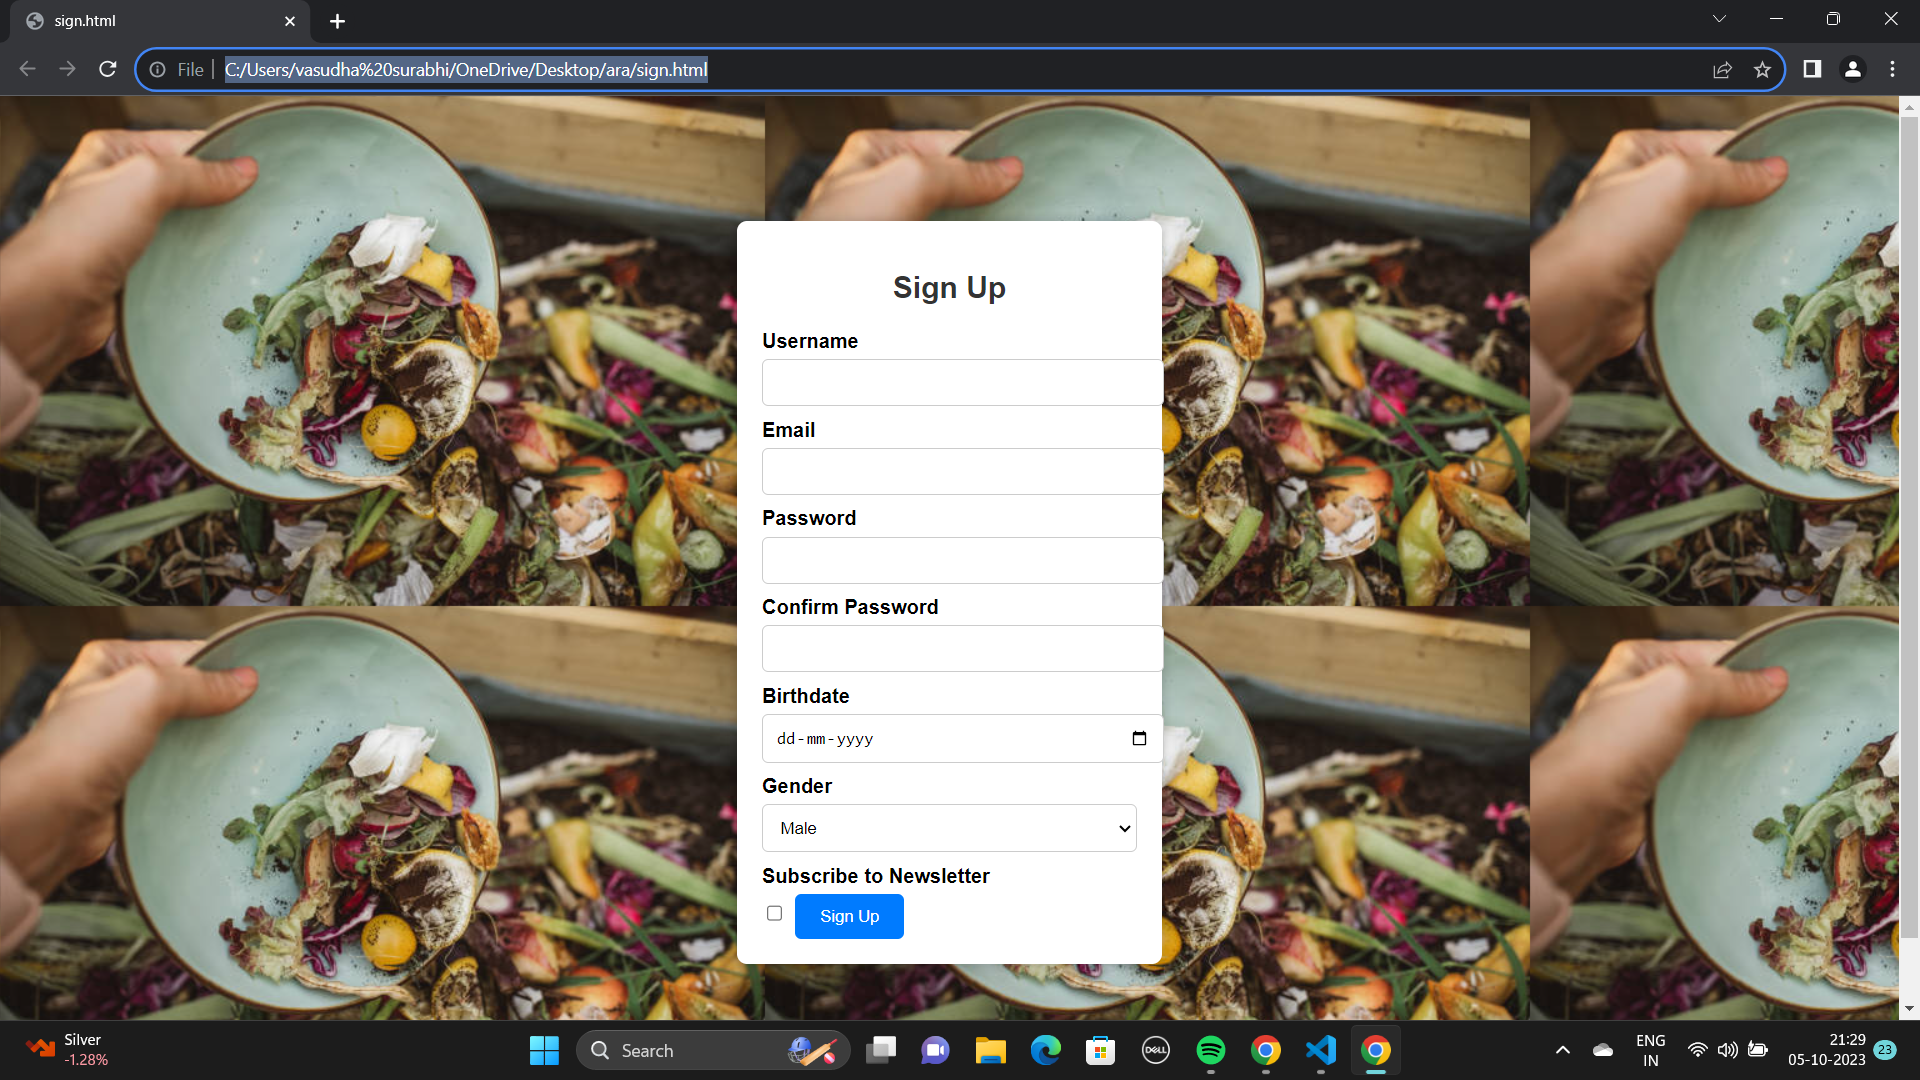 sign.html
File
C:/Users/vasudha%20surabhi/OneDrive/Desktop/ara/sign.html
Sign Up
Username
Email
Password
Confirm Password
Birthdate
dd-mm-yyyy
Gender
Male
Subscribe to Newsletter
Sign Up
Silver
-1.28%
Search
DELL
ENG
IN
21:29
05-10-2023
23